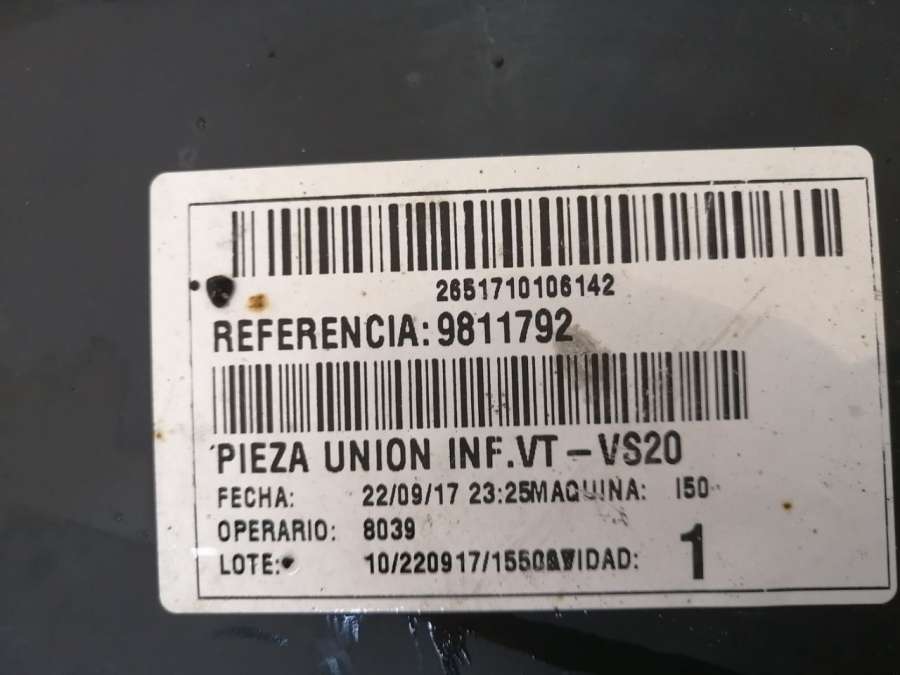 2651710106142
REFERENCIA: 9811792
PIEZA UNION INF.VT-VS20
FECHA: 22/09/17 23:25MAQUINA: I50
OPERARIO: 8039
LOTE: 10/220917/1550
1